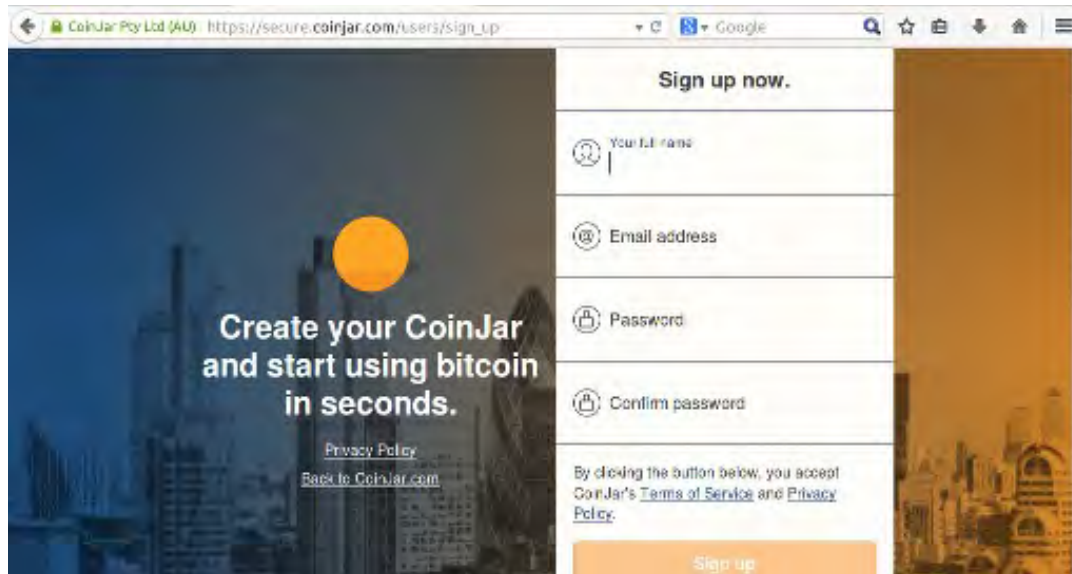 CoinJar Pty Ltd (AU) https://secure.coinjar.com/users/sign_up Google
Sign up now.
Your full name
Email address
Password
Confirm password
Create your CoinJar
and start using bitcoin
in seconds.
Privacy Policy
Back to CoinJar.com
By clicking the button below, you accept
CoinJar's Terms of Service and Privacy
Policy.
Sign up